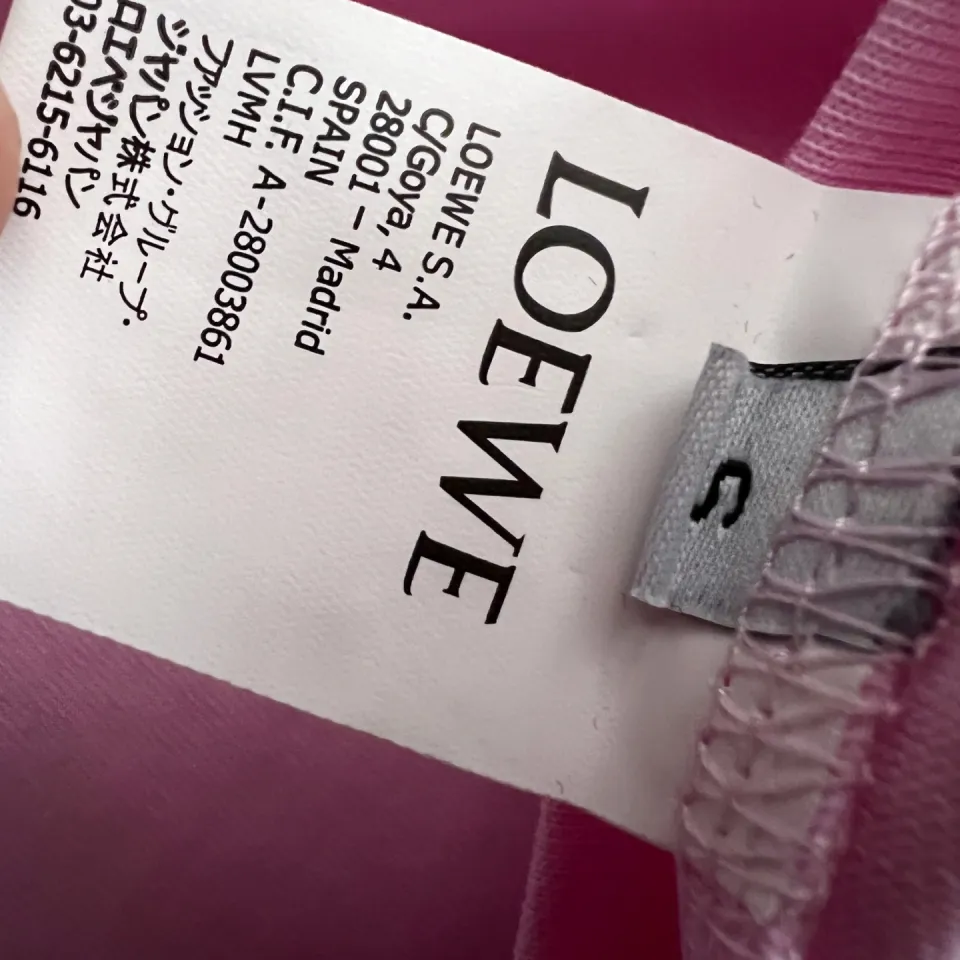 S
LOEWE
LOEWE S.A.
C/Goya, 4
28001 – Madrid
SPAIN
C.I.F. A-28003861
LVMH
ファッション・グループ・
ジャパン株式会社
ロエベジャパン
03-6215-6116